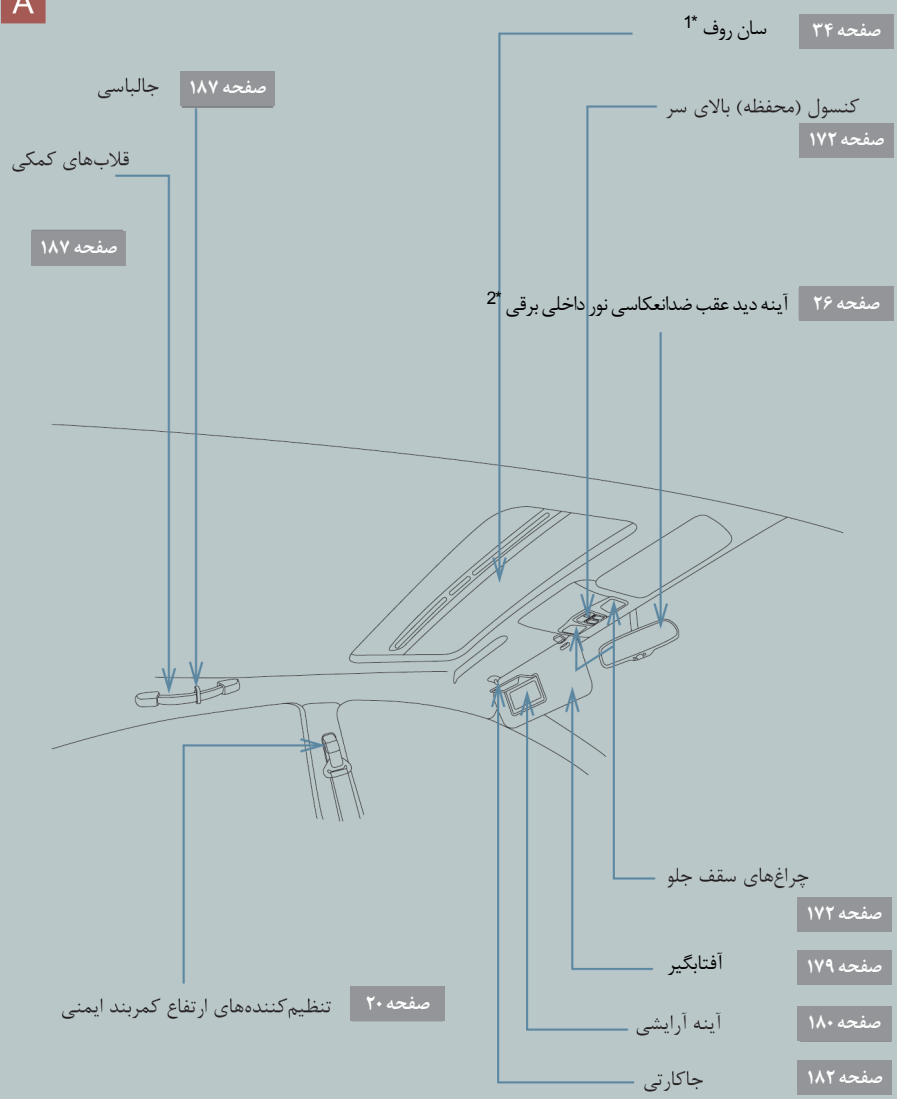 A
سان روف *1 صفحه ۳۴
جالباسی صفحه ۱۸۷
کنسول (محفظه) بالای سر
صفحه ۱۷۲
قلاب‌های کمکی
صفحه ۱۸۷
آینه دید عقب ضدانعکاسی نور داخلی برقی *2 صفحه ۲۶
چراغ‌های سقف جلو
صفحه ۱۷۲
آفتابگیر صفحه ۱۷۹
تنظیم‌کننده‌های ارتفاع کمربند ایمنی صفحه ۲۰
آینه آرایشی صفحه ۱۸۰
جاکارتی صفحه ۱۸۲